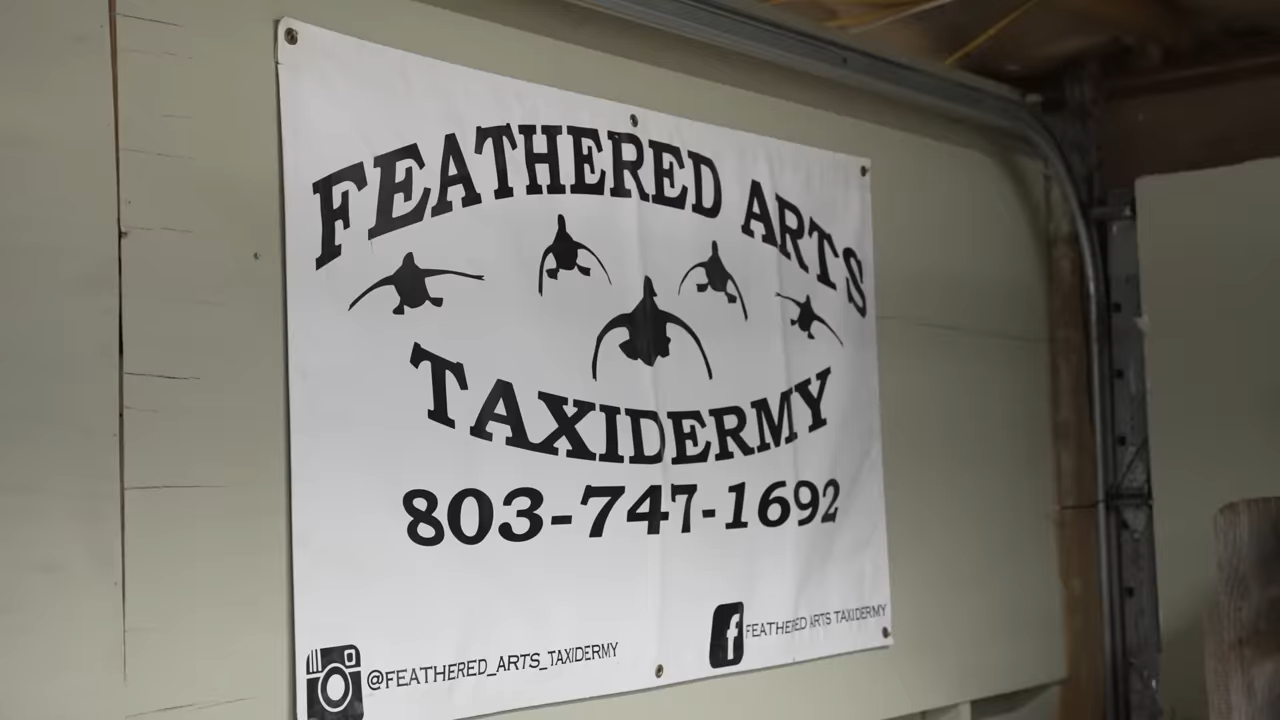 FEATHERED ARTS
TAXIDERMY
803-747-1692
@FEATHERED_ARTS_TAXIDERMY
f FEATHERED ARTS TAXIDERMY